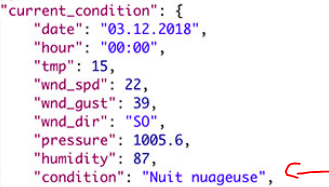 "current_condition": {
"date": "03.12.2018",
"hour": "00:00",
"tmp": 15,
"wnd_spd": 22,
"wnd_gust": 39,
"wnd_dir": "SO",
"pressure": 1005.6,
"humidity": 87,
"condition": "Nuit nuageuse",